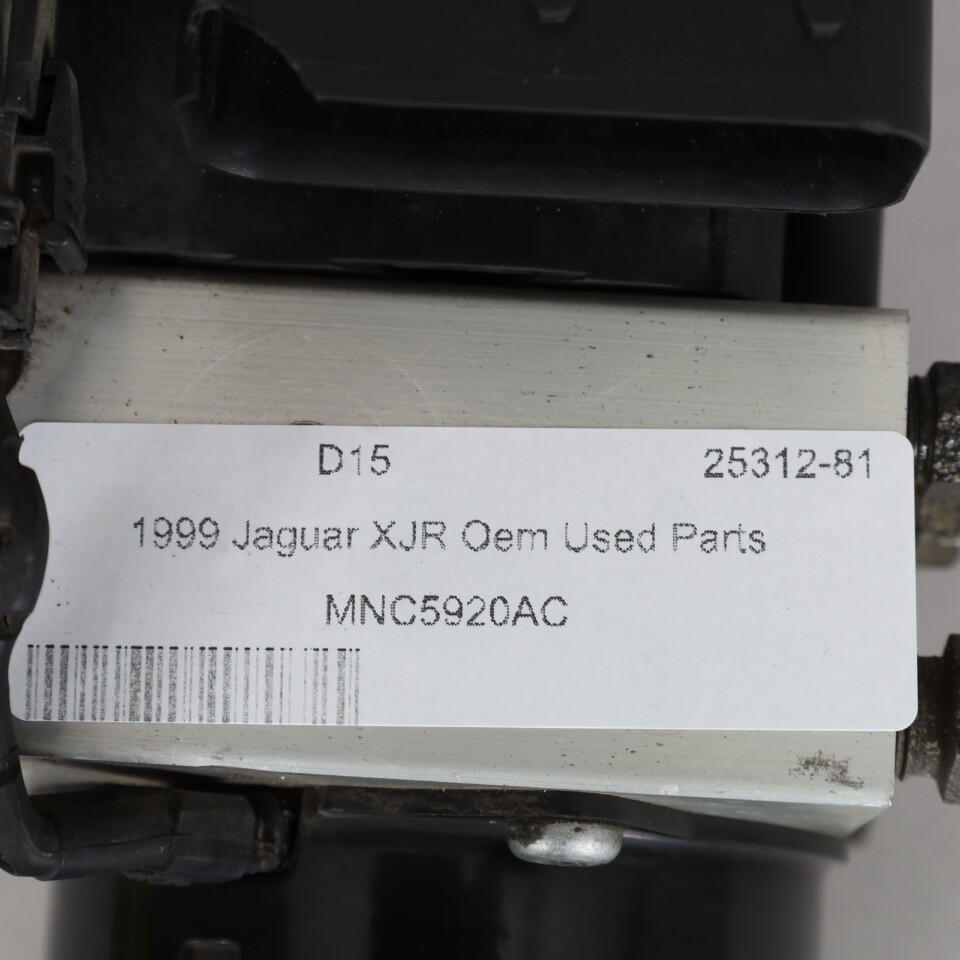 D15 25312-81
1999 Jaguar XJR Oem Used Parts
MNC5920AC